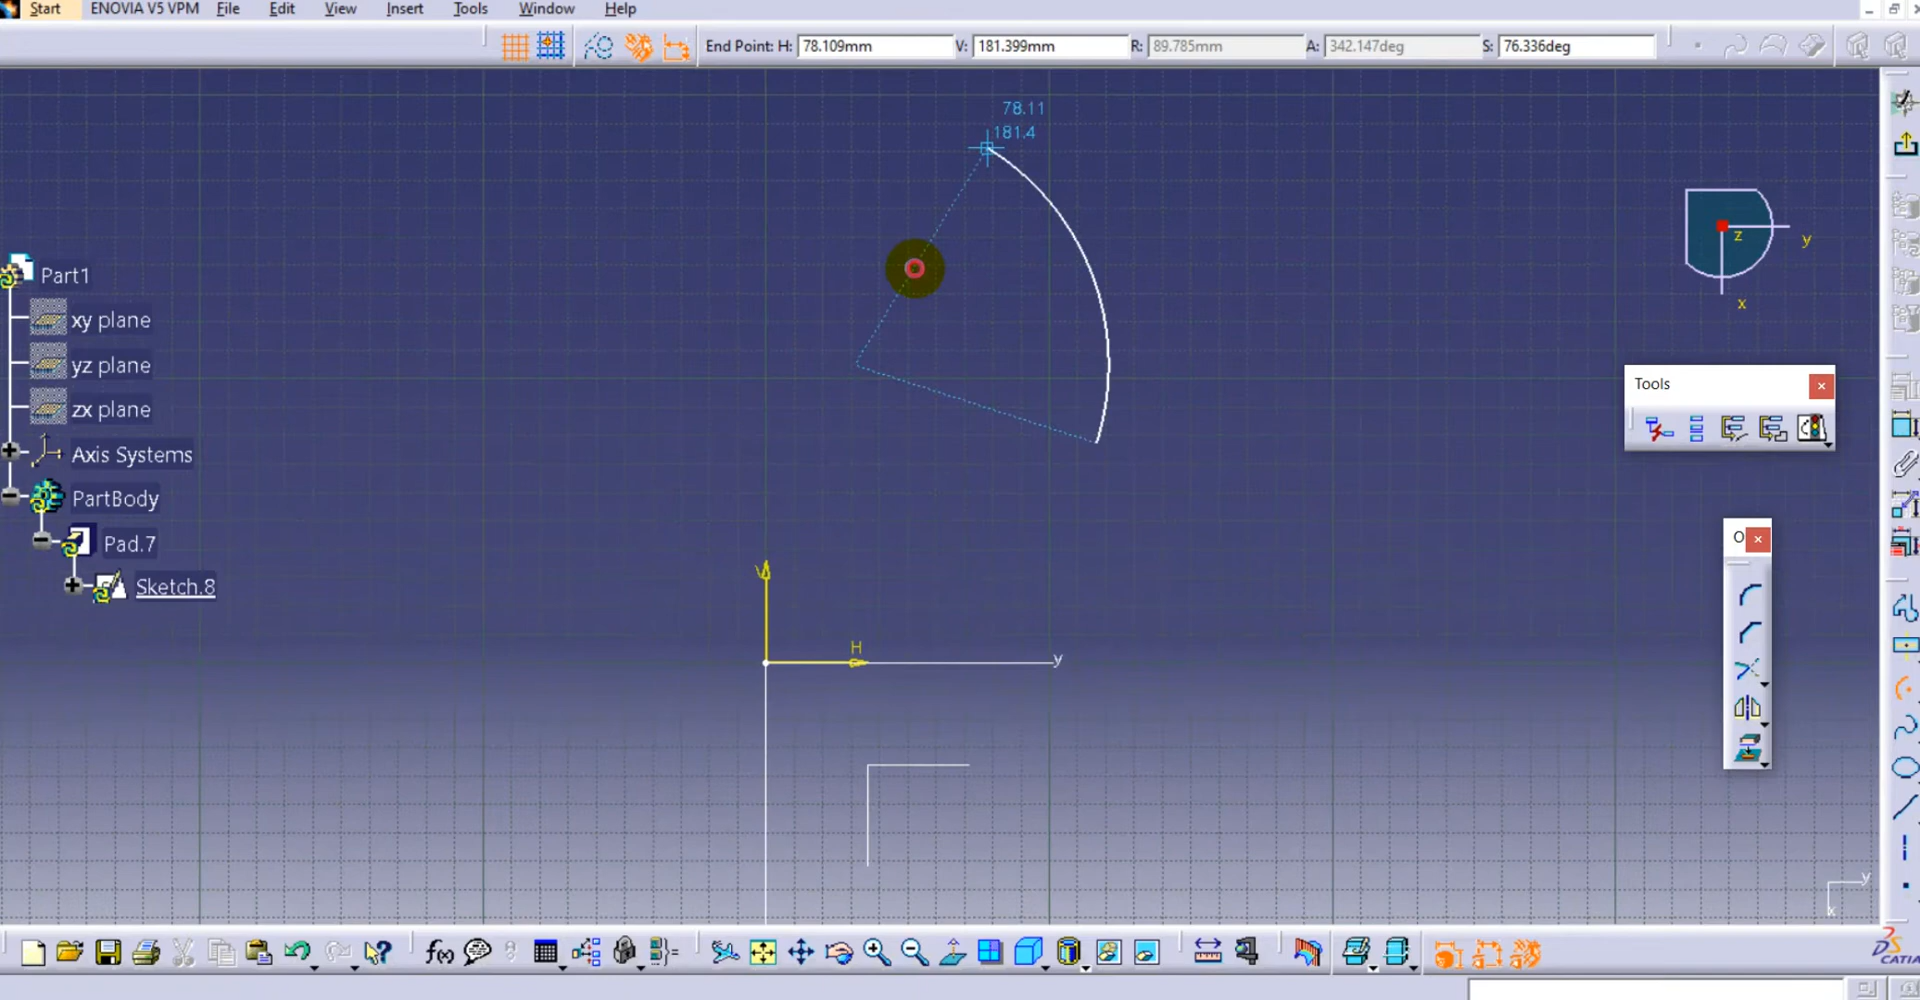 Start ENOVIA V5 VPM File Edit View Insert Tools Window Help
End Point: H: 78.109mm V: 181.399mm R: 89.785mm A: 342.147deg S: 76.336deg
78.11
181.4
z
y
x
Part1
xy plane
yz plane
zx plane
Axis Systems
PartBody
Pad.7
Sketch.8
Tools
O
V
H
y
y
x
f(x)
DS
CATIA